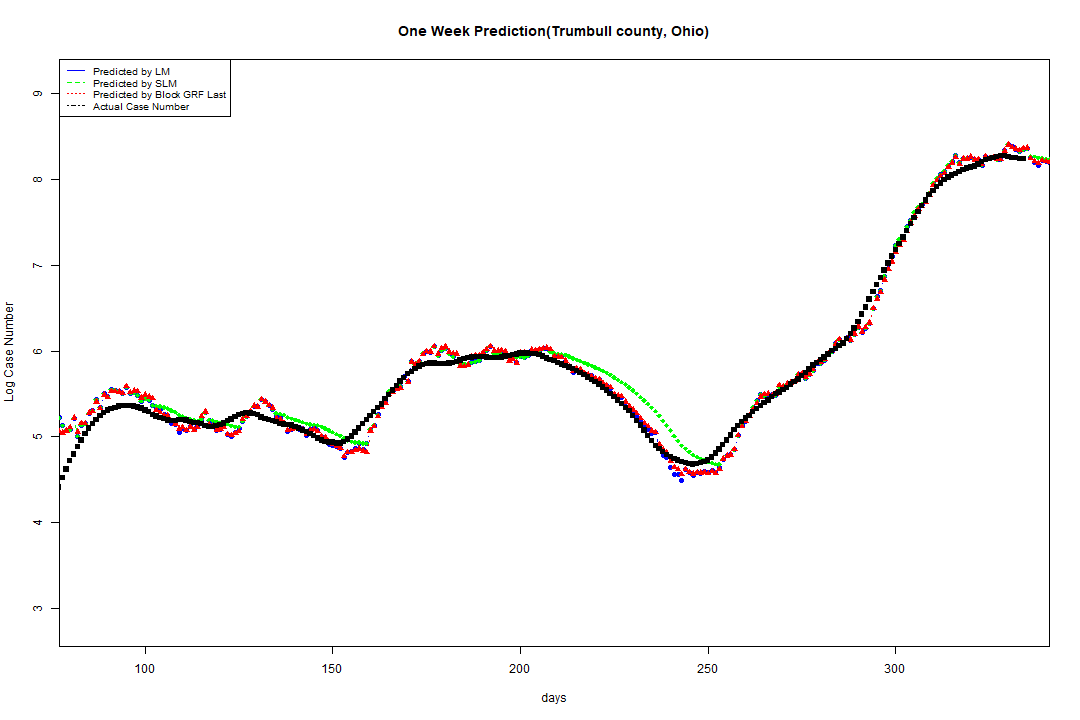 One Week Prediction(Trumbull county, Ohio)
Predicted by LM
Predicted by SLM
Predicted by Block GRF Last
Actual Case Number
9
8
7
6
5
4
3
Log Case Number
100 150 200 250 300
days